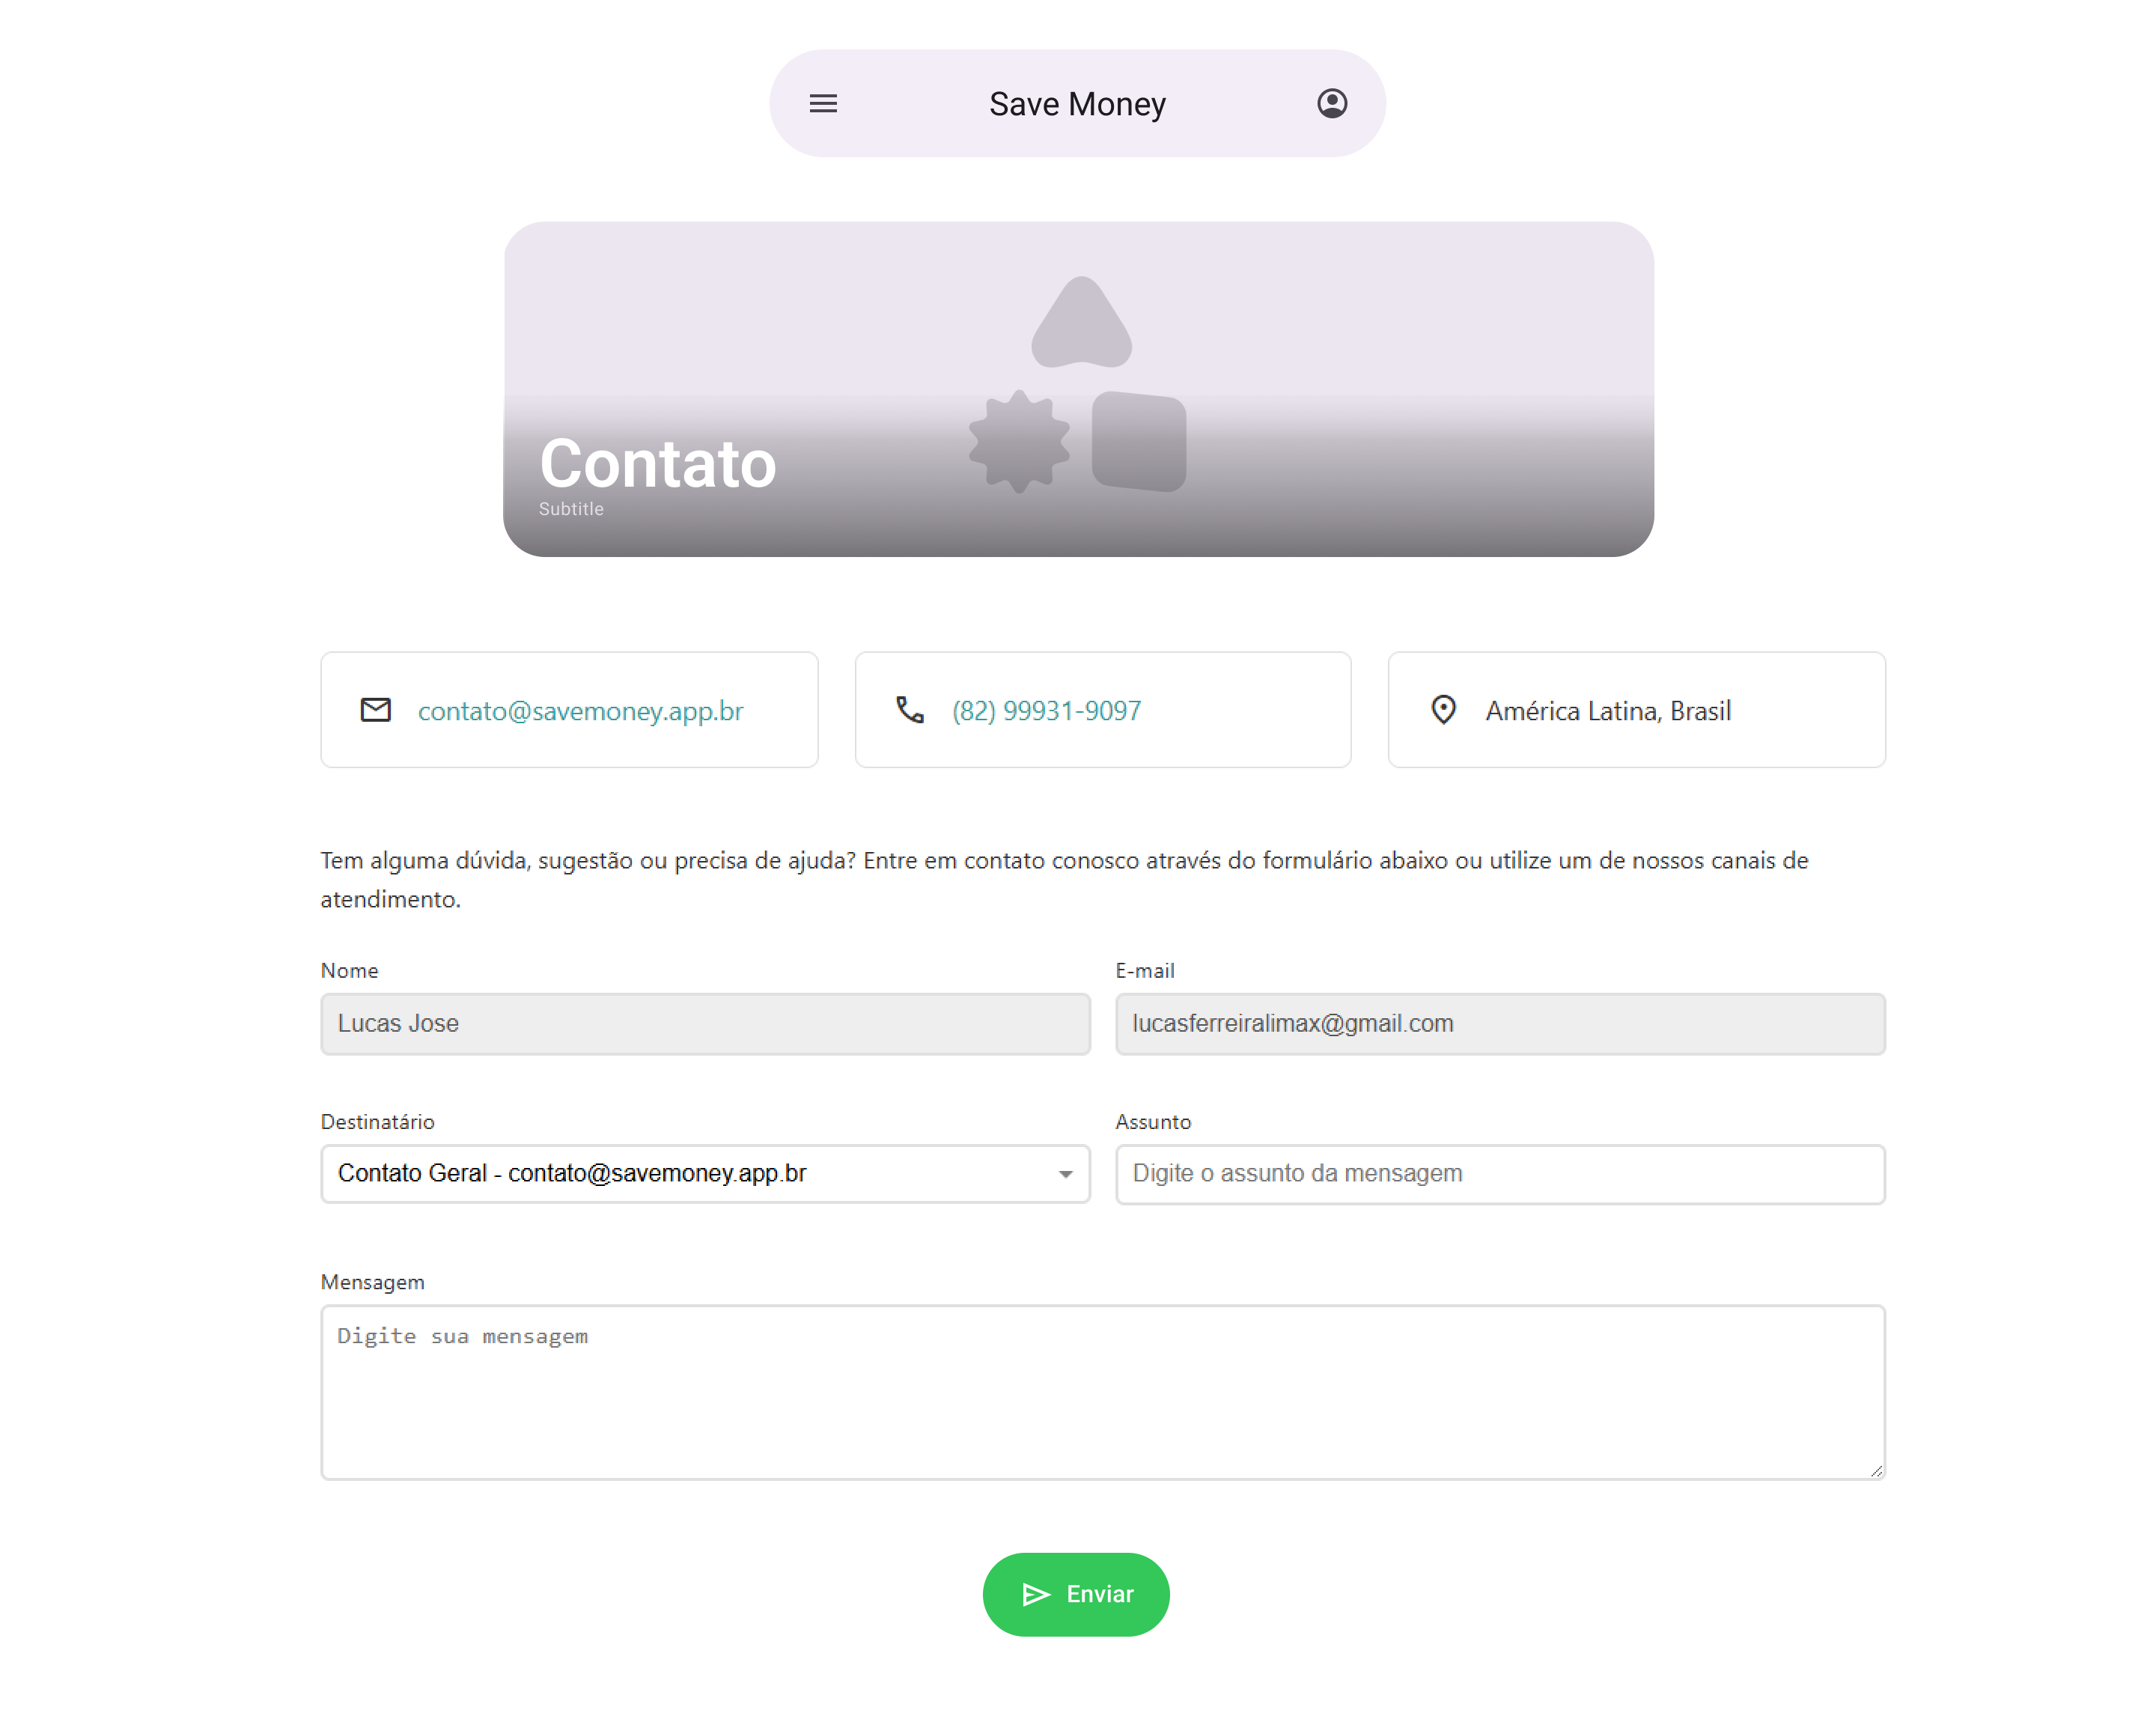 Save Money
Contato
Subtitle
contato@savemoney.app.br
(82) 99931-9097
América Latina, Brasil
Tem alguma dúvida, sugestão ou precisa de ajuda? Entre em contato conosco através do formulário abaixo ou utilize um de nossos canais de
atendimento.
Nome
E-mail
Lucas Jose
lucasferreiralimax@gmail.com
Destinatário
Assunto
Contato Geral - contato@savemoney.app.br
Digite o assunto da mensagem
Mensagem
Digite sua mensagem
Enviar